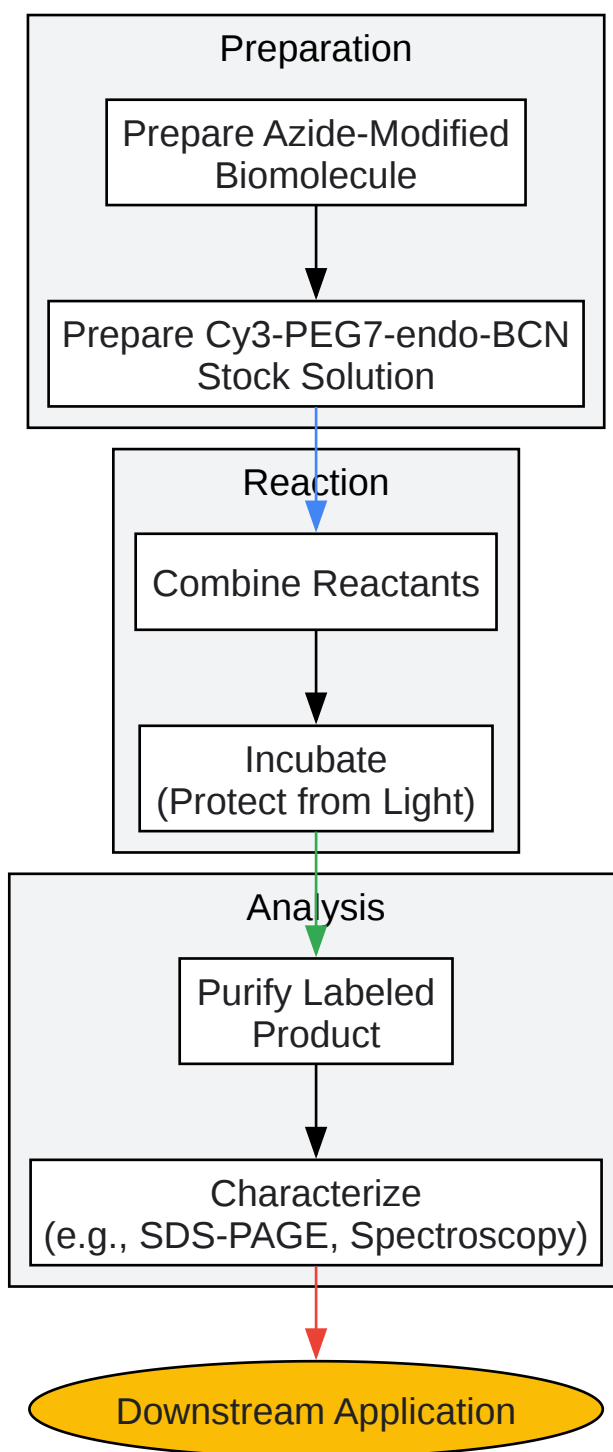 Preparation
Prepare Azide-Modified
Biomolecule
Prepare Cy3-PEG7-endo-BCN
Stock Solution
Reaction
Combine Reactants
Incubate
(Protect from Light)
Analysis
Purify Labeled
Product
Characterize
(e.g., SDS-PAGE, Spectroscopy)
Downstream Application